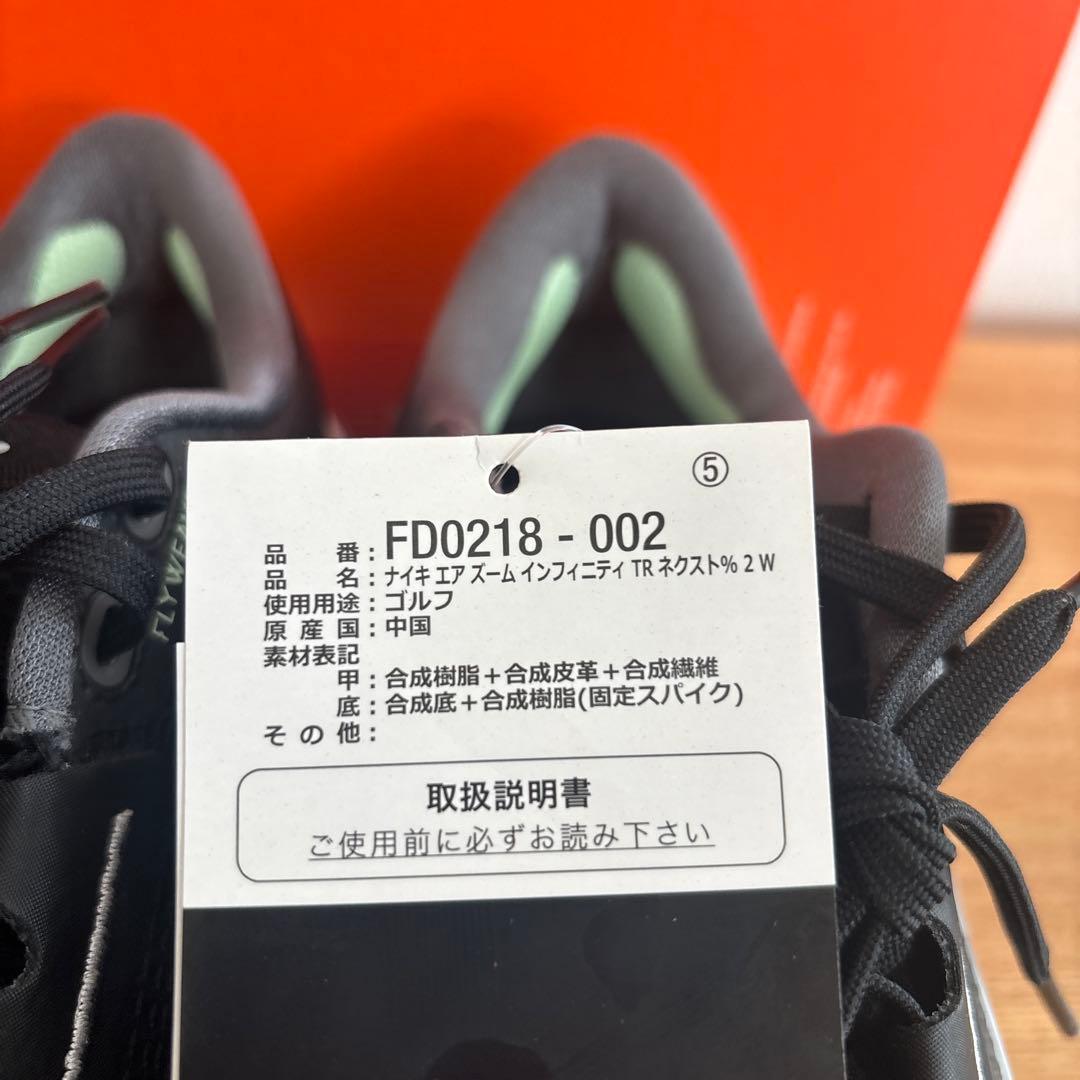 ⑤
品番：FD0218 - 002
品名：ナイキ エア ズーム インフィニティ TR ネクスト% 2 W
使用用途：ゴルフ
原産国：中国
素材表記
甲：合成樹脂＋合成皮革＋合成繊維
底：合成底＋合成樹脂(固定スパイク)
その他：
取扱説明書
ご使用前に必ずお読み下さい